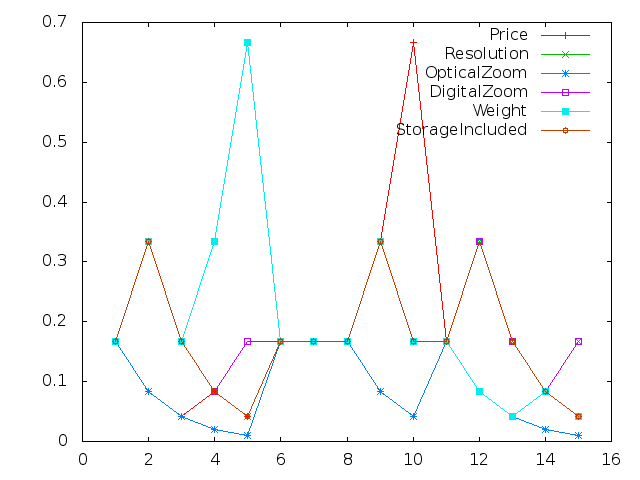 0.7
0.6
0.5
0.4
0.3
0.2
0.1
0
0 2 4 6 8 10 12 14 16
Price
Resolution
OpticalZoom
DigitalZoom
Weight
StorageIncluded